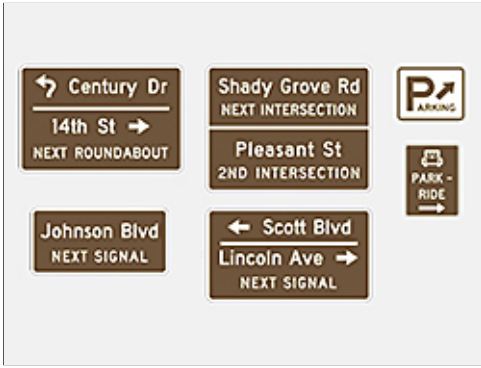 Century Dr
14th St
NEXT ROUNDABOUT
Shady Grove Rd
NEXT INTERSECTION
Pleasant St
2ND INTERSECTION
PARKING
PARK -
RIDE
Johnson Blvd
NEXT SIGNAL
Scott Blvd
Lincoln Ave
NEXT SIGNAL